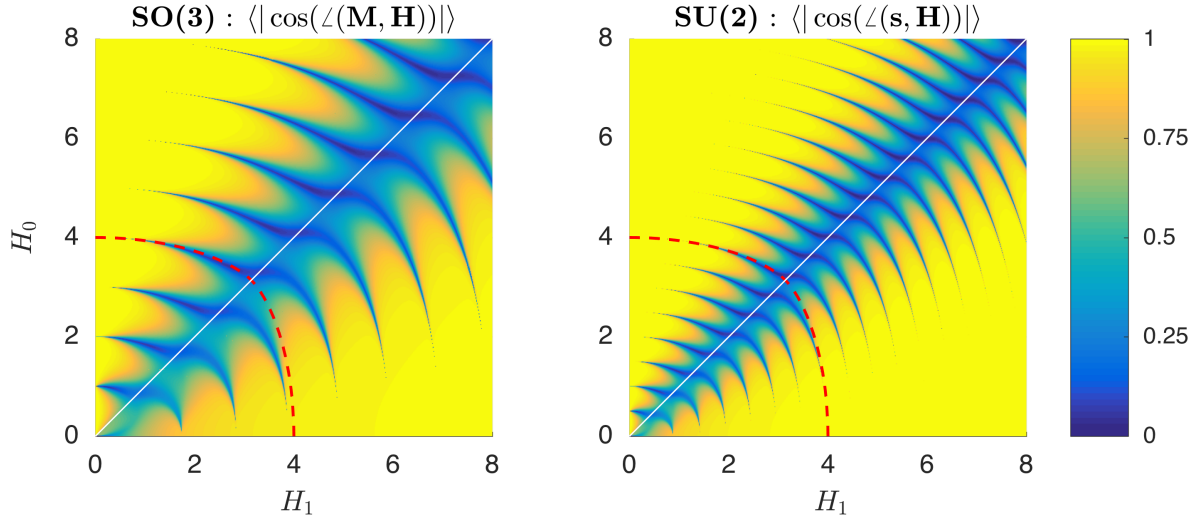 SO(3) : ⟨| cos(∠(M, H))|⟩
SU(2) : ⟨| cos(∠(s, H))|⟩
8
6
4
2
0
H₀
0 2 4 6 8
H₁
8
6
4
2
0
0 2 4 6 8
H₁
1
0.75
0.5
0.25
0